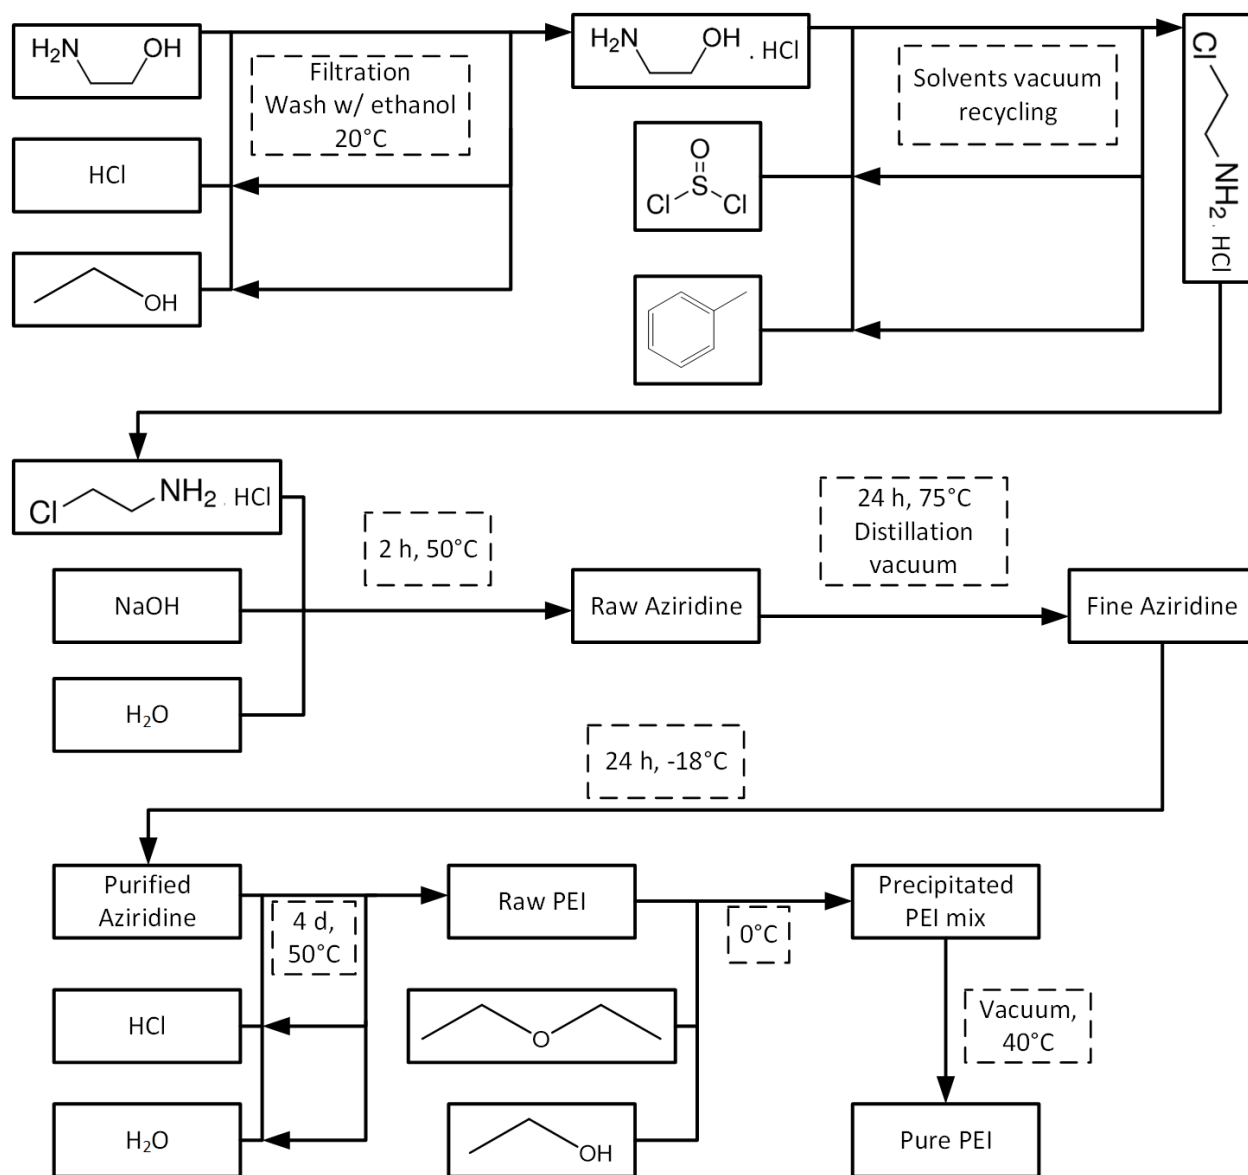 H₂N OH
Filtration
Wash w/ ethanol
20°C
HCl
OH
H₂N OH . HCl
O
S
Cl Cl
Solvents vacuum
recycling
Cl NH₂ . HCl
Cl NH₂ . HCl
NaOH
H₂O
2 h, 50°C
Raw Aziridine
24 h, 75°C
Distillation
vacuum
Fine Aziridine
24 h, -18°C
Purified
Aziridine
HCl
H₂O
4 d,
50°C
Raw PEI
O
OH
0°C
Precipitated
PEI mix
Vacuum,
40°C
Pure PEI